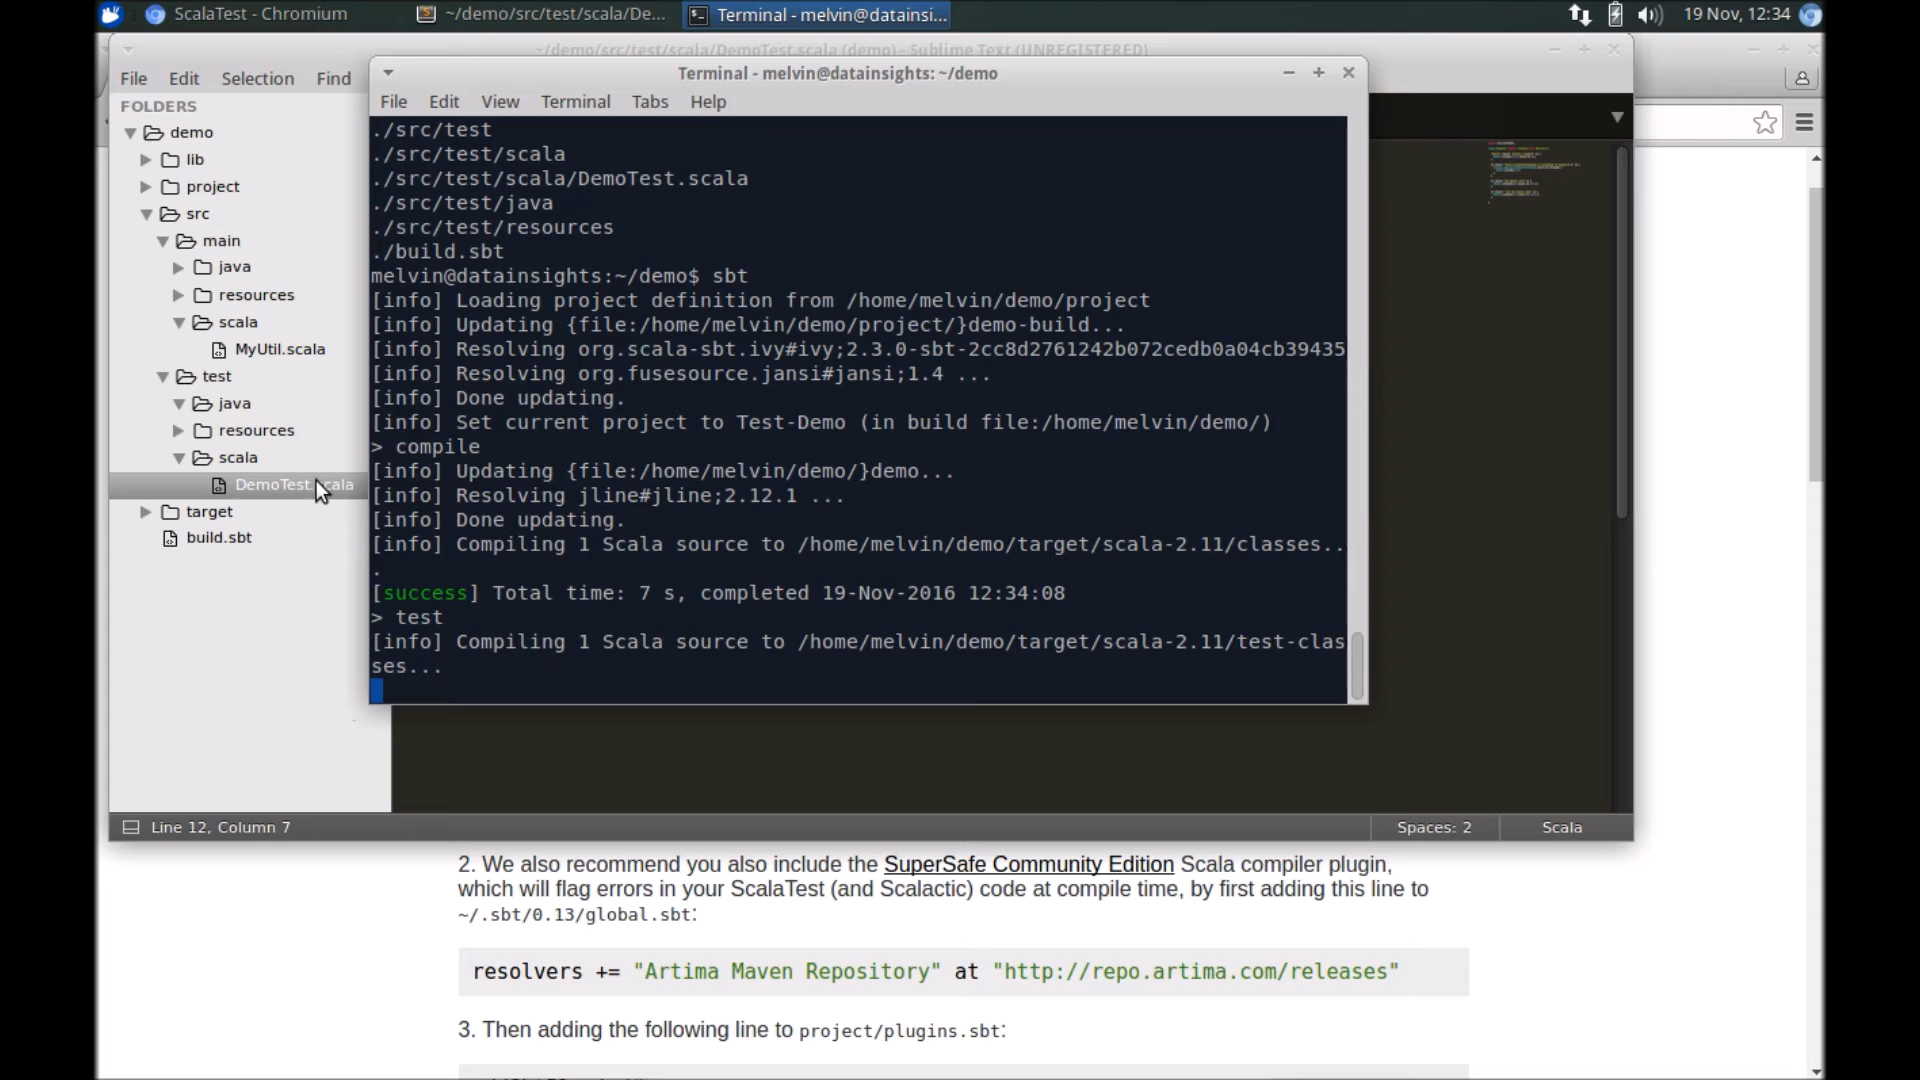 ScalaTest - Chromium
~/demo/src/test/scala/De...
Terminal - melvin@datainsi...
19 Nov, 12:34
~/demo/src/test/scala/DemoTest.scala (demo) - Sublime Text (UNREGISTERED)
File Edit Selection Find
FOLDERS
demo
lib
project
src
main
java
resources
scala
MyUtil.scala
test
java
resources
scala
DemoTest.scala
target
build.sbt
Terminal - melvin@datainsights: ~/demo
File Edit View Terminal Tabs Help
./src/test
./src/test/scala
./src/test/scala/DemoTest.scala
./src/test/java
./src/test/resources
./build.sbt
melvin@datainsights:~/demo$ sbt
[info] Loading project definition from /home/melvin/demo/project
[info] Updating {file:/home/melvin/demo/project/}demo-build...
[info] Resolving org.scala-sbt.ivy#ivy;2.3.0-sbt-2cc8d2761242b072cedb0a04cb39435
[info] Resolving org.fusesource.jansi#jansi;1.4 ...
[info] Done updating.
[info] Set current project to Test-Demo (in build file:/home/melvin/demo/)
> compile
[info] Updating {file:/home/melvin/demo/}demo...
[info] Resolving jline#jline;2.12.1 ...
[info] Done updating.
[info] Compiling 1 Scala source to /home/melvin/demo/target/scala-2.11/classes..
.
[success] Total time: 7 s, completed 19-Nov-2016 12:34:08
> test
[info] Compiling 1 Scala source to /home/melvin/demo/target/scala-2.11/test-clas
ses...
Line 12, Column 7
Spaces: 2
Scala
2. We also recommend you also include the SuperSafe Community Edition Scala compiler plugin,
which will flag errors in your ScalaTest (and Scalactic) code at compile time, by first adding this line to
~/.sbt/0.13/global.sbt:
resolvers += "Artima Maven Repository" at "http://repo.artima.com/releases"
3. Then adding the following line to project/plugins.sbt: